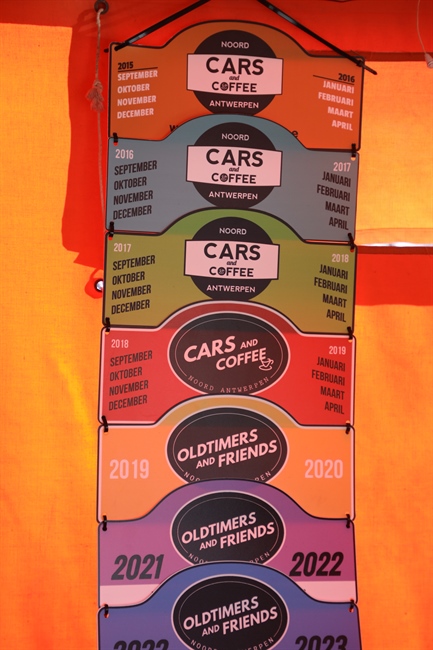 NOORD
CARS
and
COFFEE
ANTWERPEN
2015
SEPTEMBER
OKTOBER
NOVEMBER
DECEMBER
2016
JANUARI
FEBRUARI
MAART
APRIL
NOORD
CARS
and
COFFEE
ANTWERPEN
2016
SEPTEMBER
OKTOBER
NOVEMBER
DECEMBER
2017
JANUARI
FEBRUARI
MAART
APRIL
NOORD
CARS
and
COFFEE
ANTWERPEN
2017
SEPTEMBER
OKTOBER
NOVEMBER
DECEMBER
2018
JANUARI
FEBRUARI
MAART
APRIL
CARS AND
COFFEE
NOORD ANTWERPEN
2018
SEPTEMBER
OKTOBER
NOVEMBER
DECEMBER
2019
JANUARI
FEBRUARI
MAART
APRIL
OLDTIMERS
AND FRIENDS
2019
2020
OLDTIMERS
AND FRIENDS
2021
2022
OLDTIMERS
AND FRIENDS
2022
2023